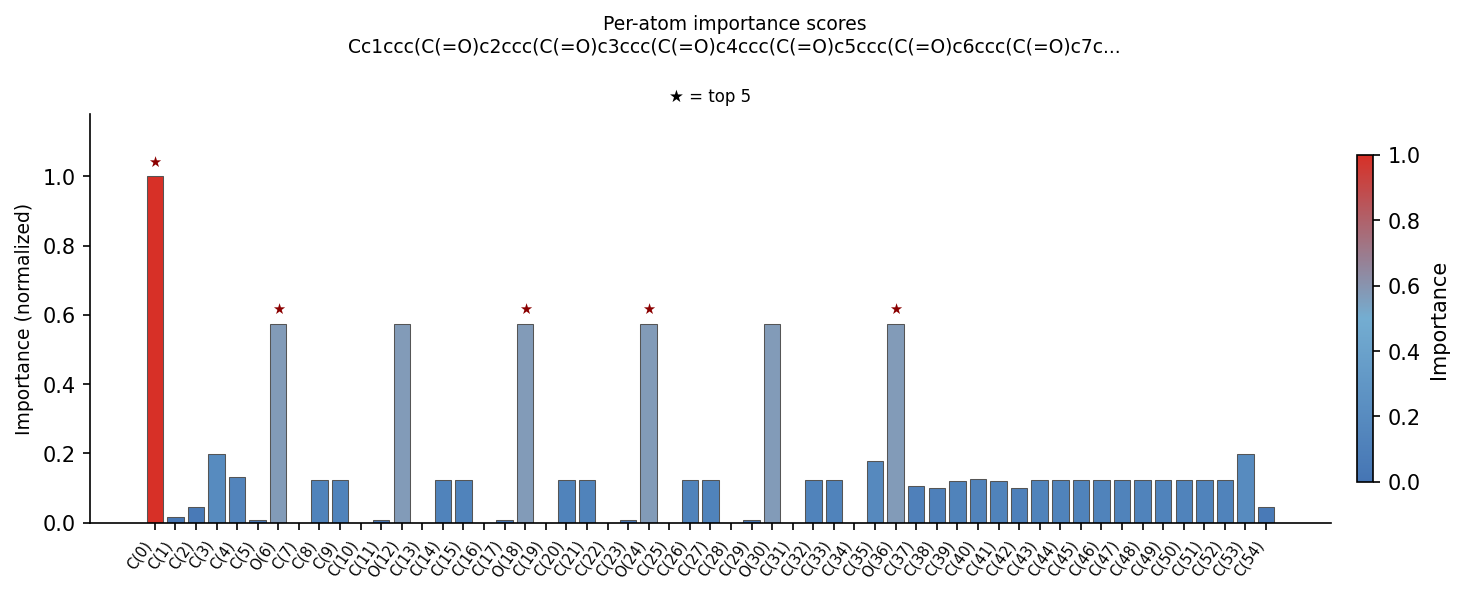 Per-atom importance scores
Cc1ccc(C(=O)c2ccc(C(=O)c3ccc(C(=O)c4ccc(C(=O)c5ccc(C(=O)c6ccc(C(=O)c7c...
★ = top 5
Importance (normalized)
1.0
0.8
0.6
0.4
0.2
0.0
★
★
★
★
★
C(0)
C(1)
C(2)
C(3)
C(4)
C(5)
O(6)
C(7)
C(8)
C(9)
C(10)
C(11)
O(12)
C(13)
C(14)
C(15)
C(16)
C(17)
O(18)
C(19)
C(20)
C(21)
C(22)
C(23)
O(24)
C(25)
C(26)
C(27)
C(28)
C(29)
O(30)
C(31)
C(32)
C(33)
C(34)
C(35)
O(36)
C(37)
C(38)
C(39)
C(40)
C(41)
C(42)
C(43)
C(44)
C(45)
C(46)
C(47)
C(48)
C(49)
C(50)
C(51)
C(52)
C(53)
C(54)
1.0
0.8
0.6
0.4
0.2
0.0
Importance